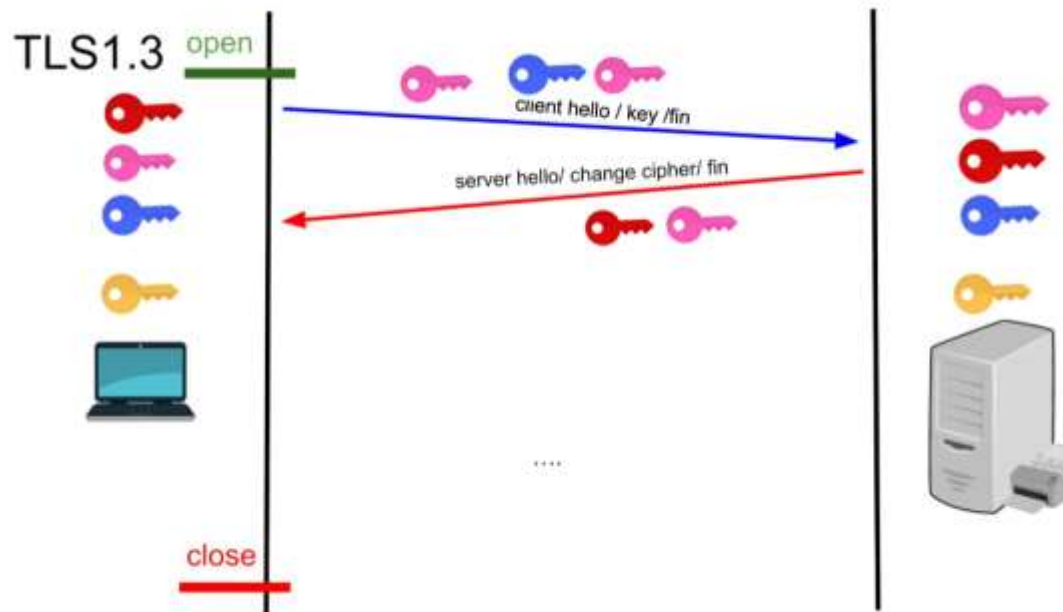 TLS1.3
open
client hello / key /fin
server hello/ change cipher/ fin
....
close